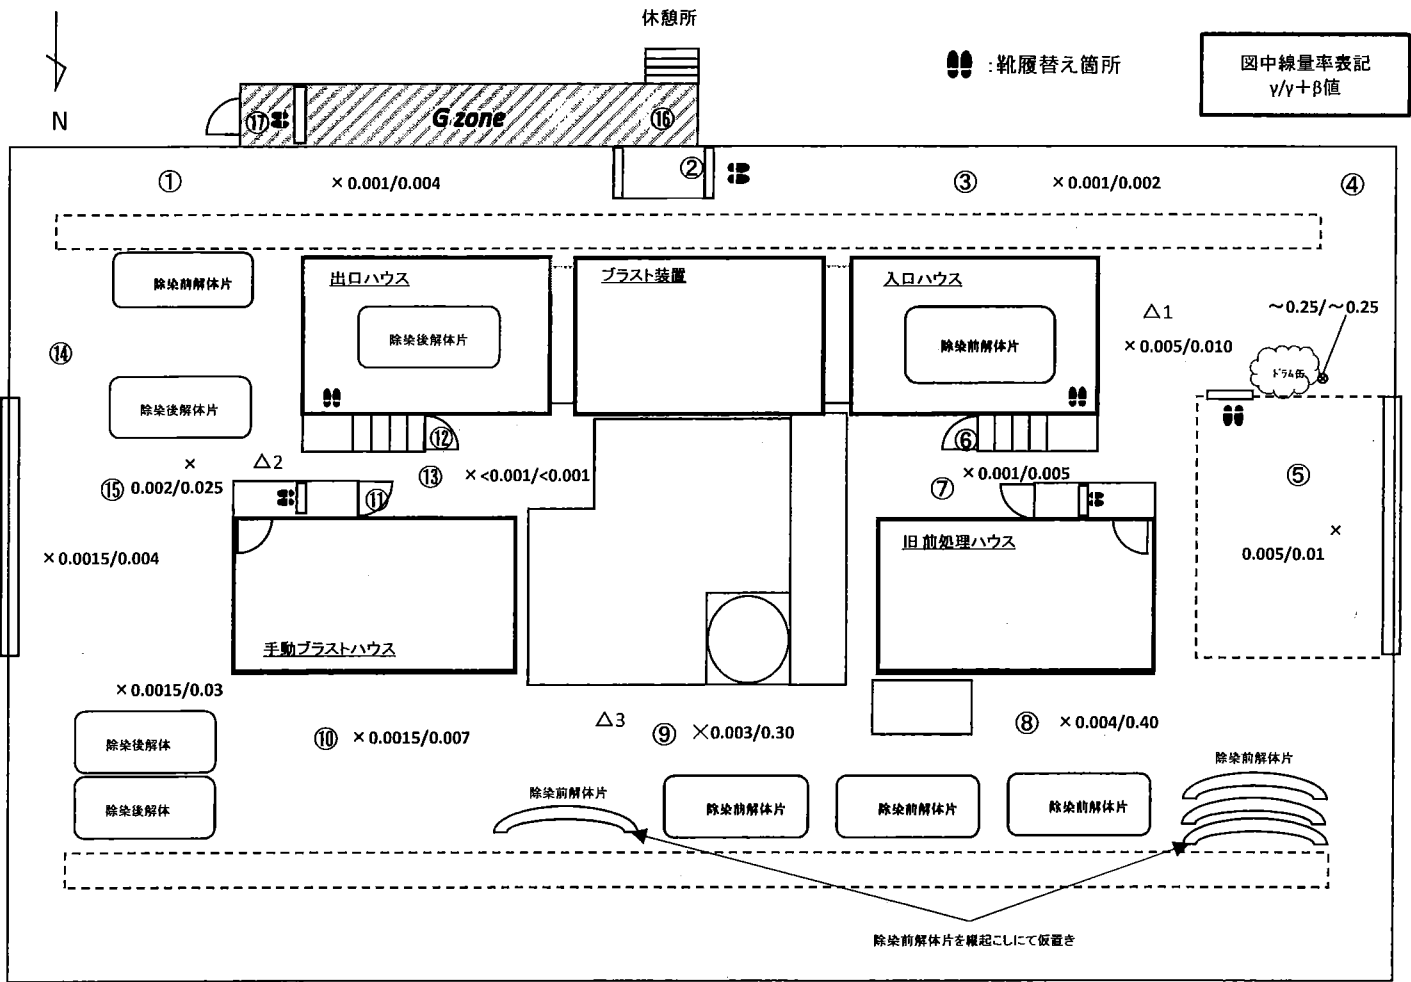 休憩所
:靴履替え箇所
図中線量率表記
γ/γ+β値
N
⑰
G zone
⑯
①
× 0.001/0.004
②
③
× 0.001/0.002
④
除染前解体片
出口ハウス
除染後解体片
ブラスト装置
入口ハウス
除染前解体片
△1
～0.25/～0.25
× 0.005/0.010
ドラム缶
⑭
除染後解体片
⑫
⑥
×
△2
⑬
× <0.001/<0.001
× 0.001/0.005
⑤
⑮ 0.002/0.025
⑪
⑦
× 0.0015/0.004
旧前処理ハウス
×
0.005/0.01
手動ブラストハウス
× 0.0015/0.03
除染後解体
⑩ × 0.0015/0.007
△3
⑨ ×0.003/0.30
⑧ × 0.004/0.40
除染後解体
除染前解体片
除染前解体片
除染前解体片
除染前解体片
除染前解体片
除染前解体片を縦起こしにて仮置き